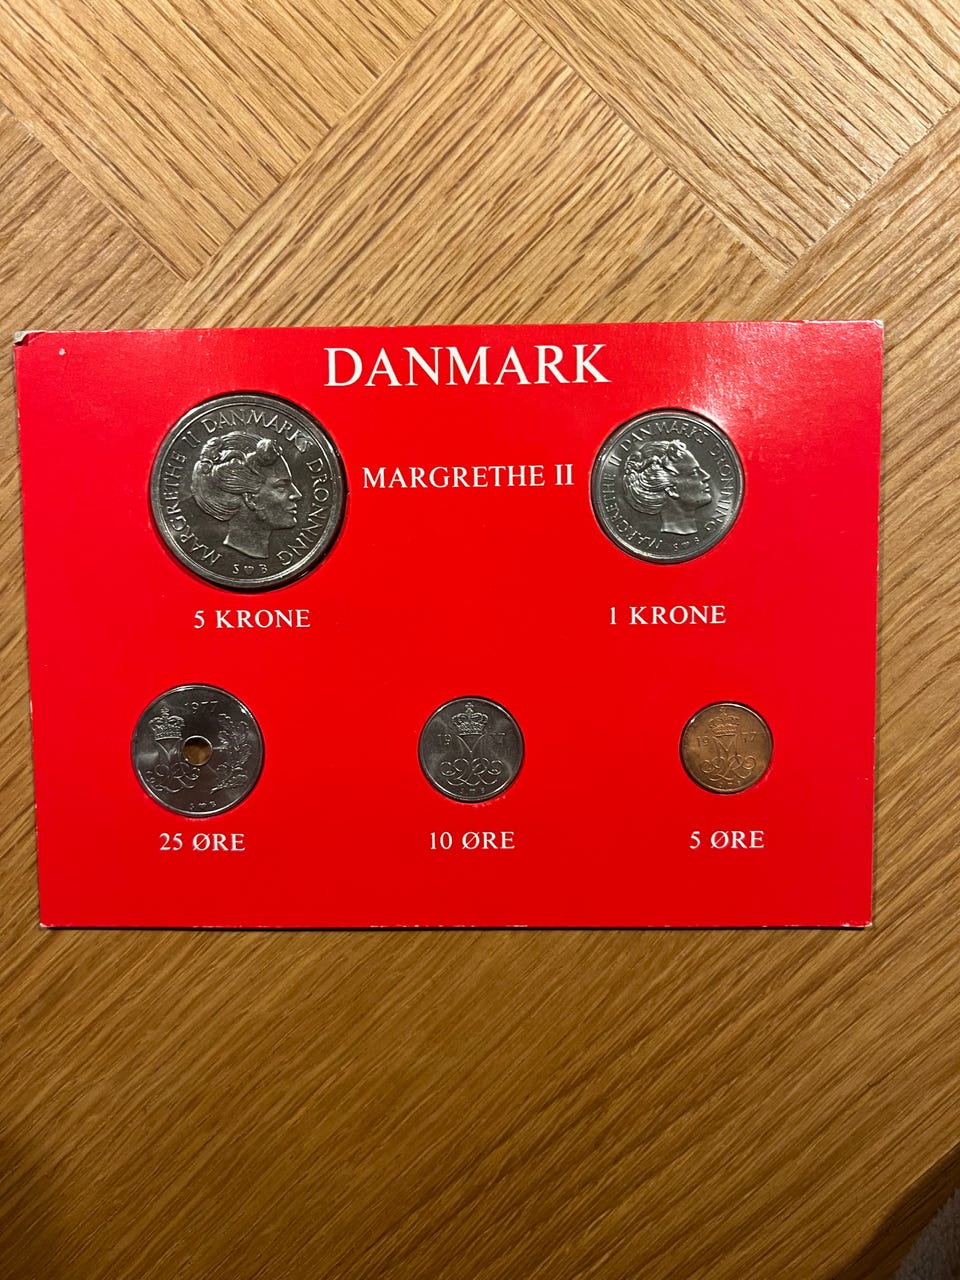 DANMARK
MARGRETHE II DANMARKS DRONNING
S B
MARGRETHE II
MARGRETHE II DANMARKS DRONNING
S B
5 KRONE
1 KRONE
1977
S B
1977
S B
1977
S B
25 ØRE
10 ØRE
5 ØRE